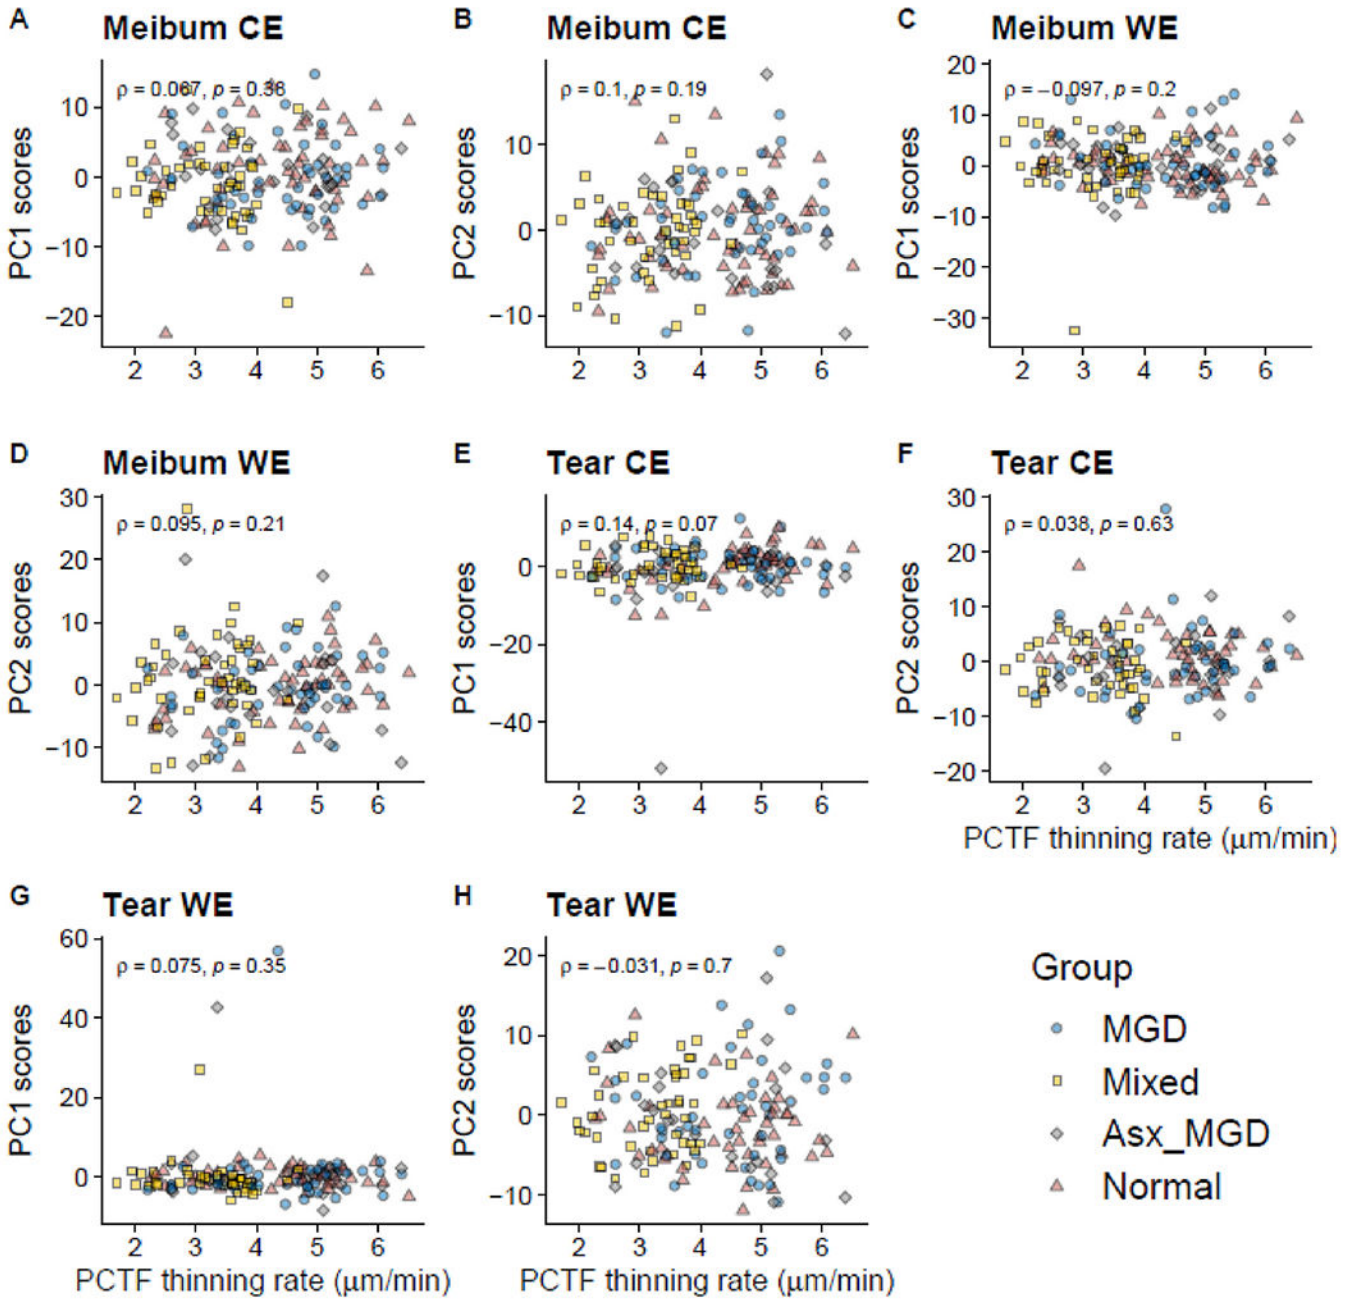 A Meibum CE
ρ = 0.067, p = 0.38
PC1 scores
10
0
−10
−20
2 3 4 5 6
B Meibum CE
ρ = 0.1, p = 0.19
PC2 scores
10
0
−10
2 3 4 5 6
C Meibum WE
ρ = −0.097, p = 0.2
PC1 scores
20
10
0
−10
−20
−30
2 3 4 5 6
D Meibum WE
ρ = 0.095, p = 0.21
PC2 scores
30
20
10
0
−10
2 3 4 5 6
E Tear CE
ρ = 0.14, p = 0.07
PC1 scores
0
−20
−40
2 3 4 5 6
F Tear CE
ρ = 0.038, p = 0.63
PC2 scores
30
20
10
0
−10
−20
2 3 4 5 6
PCTF thinning rate (μm/min)
G Tear WE
ρ = 0.075, p = 0.35
PC1 scores
60
40
20
0
2 3 4 5 6
PCTF thinning rate (μm/min)
H Tear WE
ρ = −0.031, p = 0.7
PC2 scores
20
10
0
−10
2 3 4 5 6
PCTF thinning rate (μm/min)
Group
MGD
Mixed
Asx_MGD
Normal